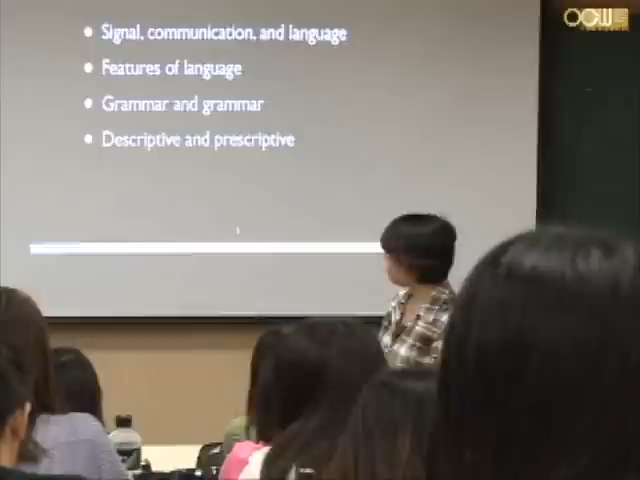 Signal, communication, and language
Features of language
Grammar and grammar
Descriptive and prescriptive
OCW